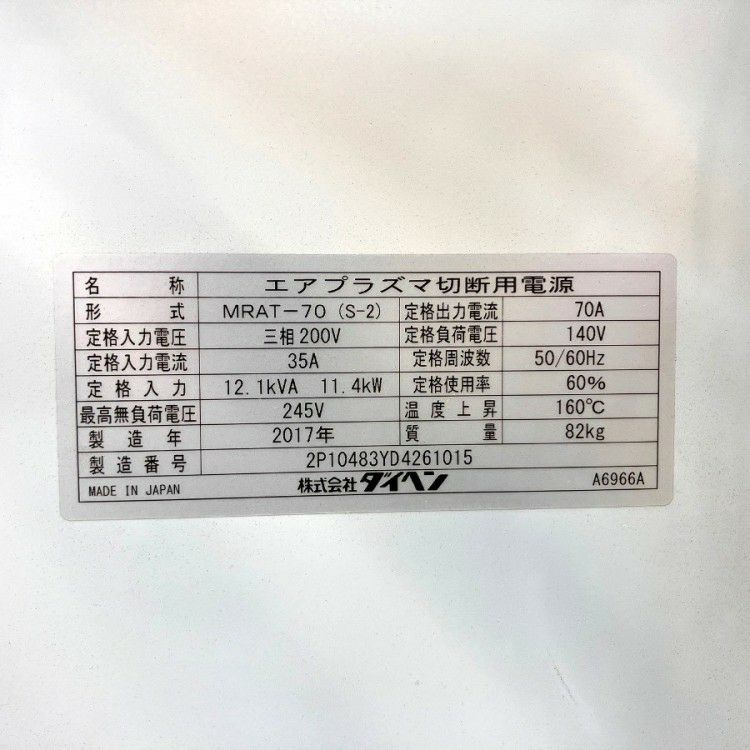 名称 エアプラズマ切断用電源
形式 MRAT-70 (S-2) 定格出力電流 70A
定格入力電圧 三相200V 定格負荷電圧 140V
定格入力電流 35A 定格周波数 50/60Hz
定格入力 12.1kVA 11.4kW 定格使用率 60%
最高無負荷電圧 245V 温度上昇 160℃
製造年 2017年 質量 82kg
製造番号 2P10483YD4261015
MADE IN JAPAN 株式会社ダイヘン A6966A